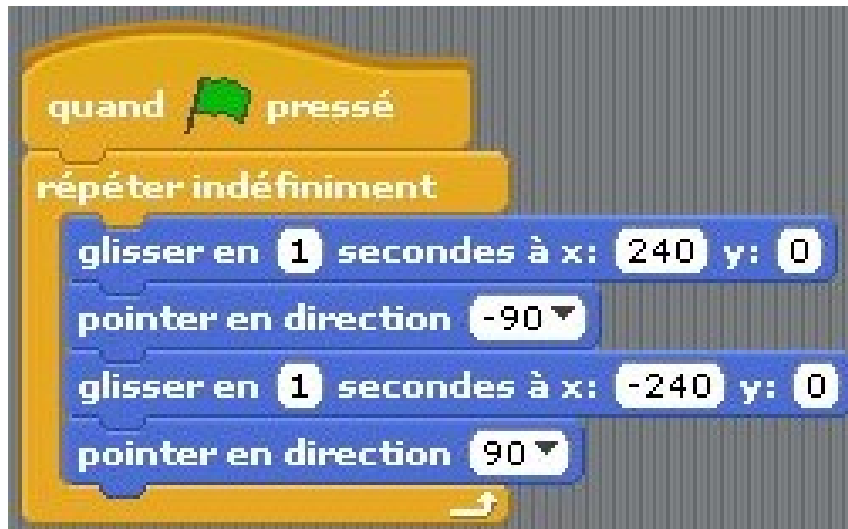 quand pressé
répéter indéfiniment
glisser en 1 secondes à x: 240 y: 0
pointer en direction -90
glisser en 1 secondes à x: -240 y: 0
pointer en direction 90